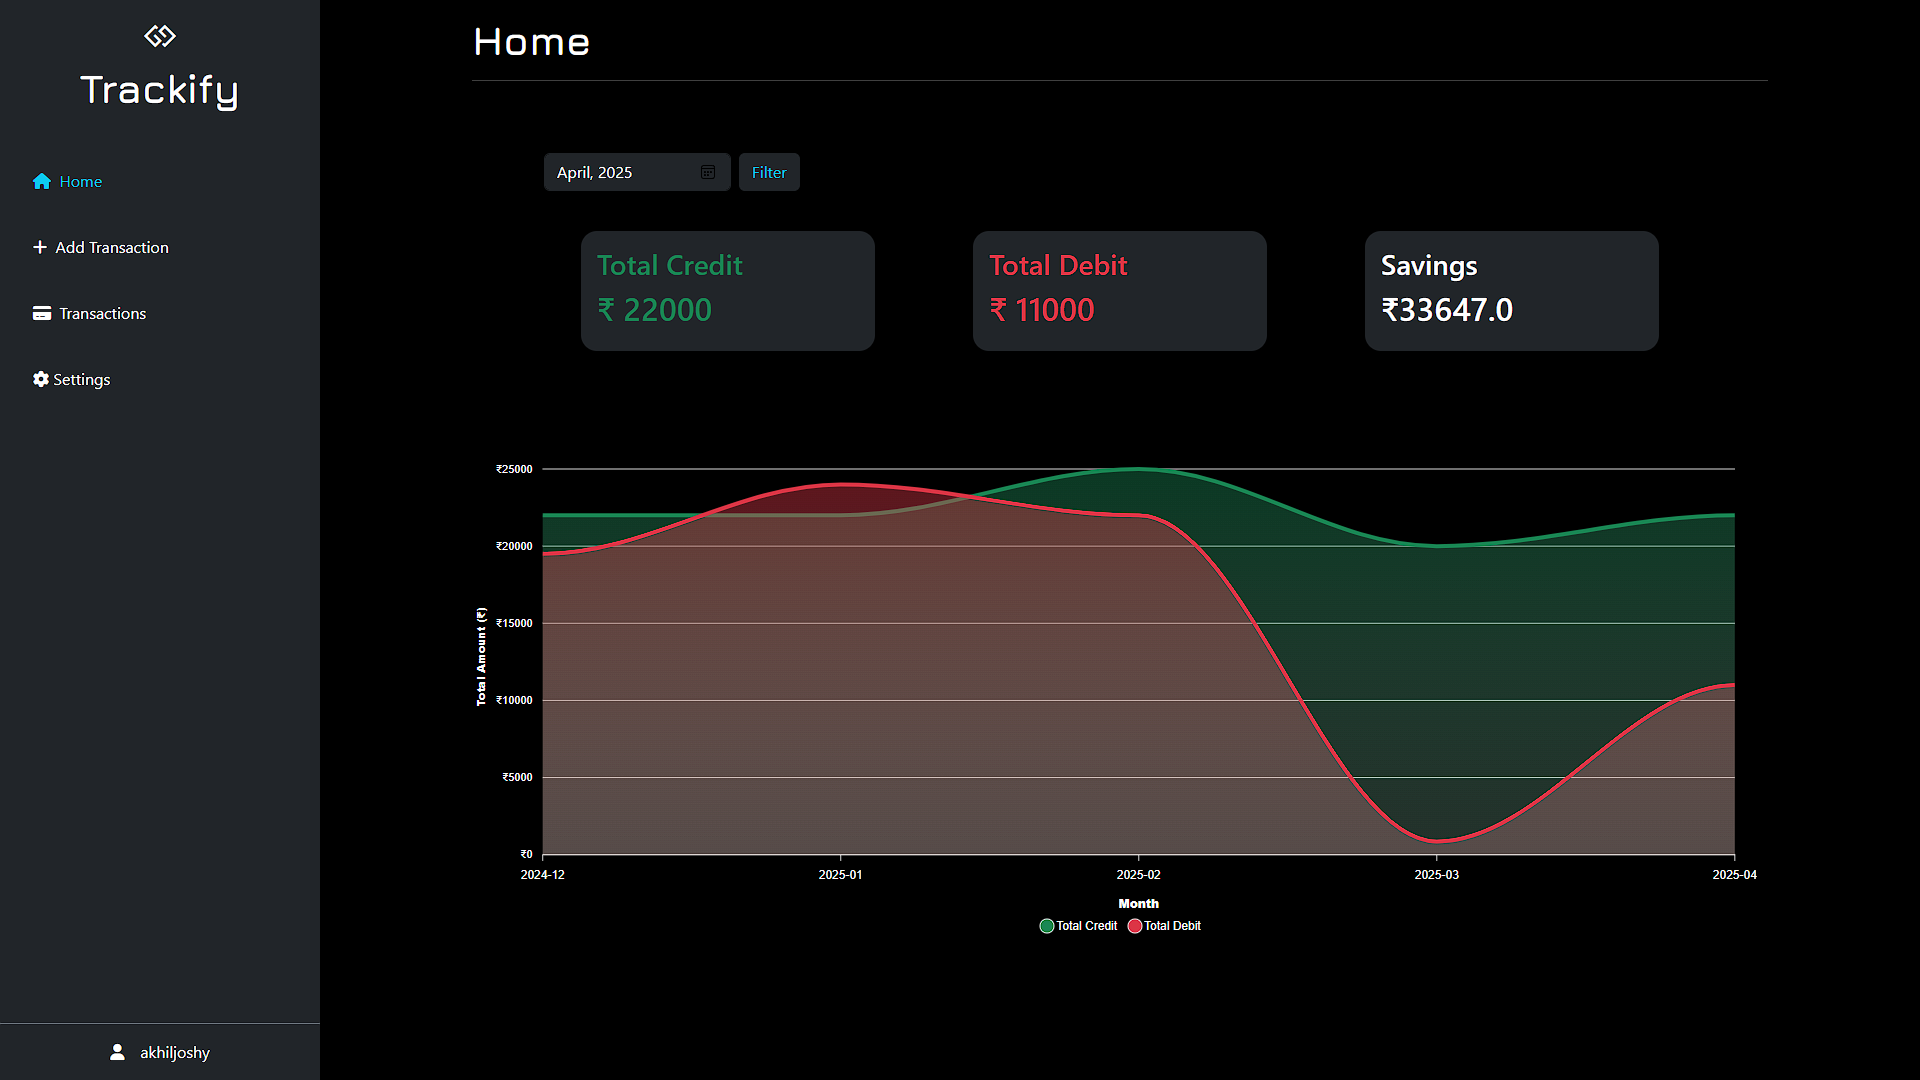 Trackify
Home
Add Transaction
Transactions
Settings
akhiljoshy
Home
April, 2025
Filter
Total Credit
₹ 22000
Total Debit
₹ 11000
Savings
₹33647.0
₹25000
₹20000
₹15000
₹10000
₹5000
₹0
Total Amount (₹)
2024-12
2025-01
2025-02
2025-03
2025-04
Month
Total Credit
Total Debit